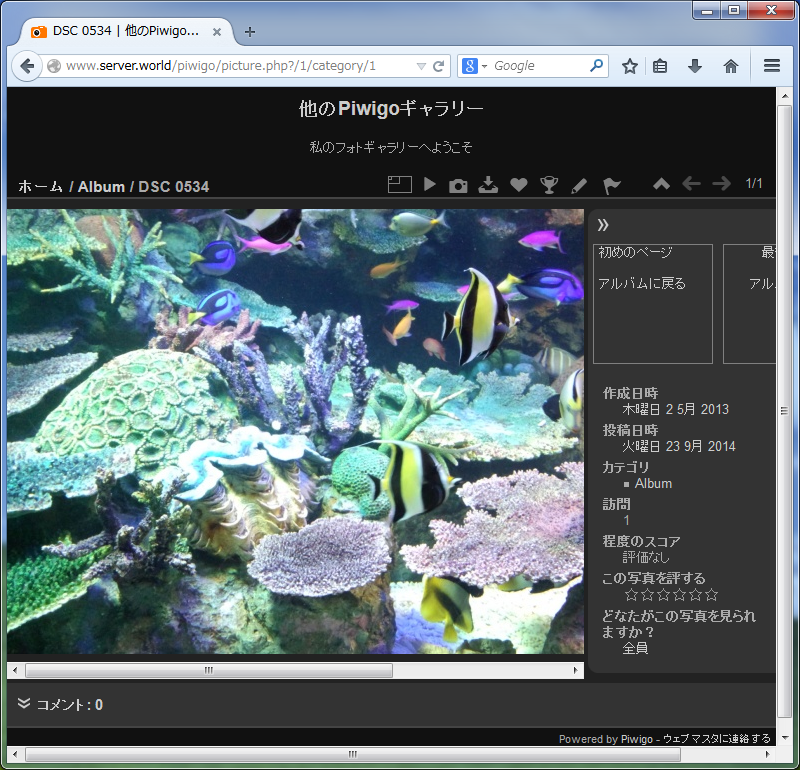 DSC 0534 | 他のPiwigo...
www.server.world/piwigo/picture.php?/1/category/1
Google
他のPiwigoギャラリー
私のフォトギャラリーへようこそ
ホーム / Album / DSC 0534
1/1
初めのページ
アルバムに戻る
作成日時
木曜日 2 5月 2013
投稿日時
火曜日 23 9月 2014
カテゴリ
Album
訪問
1
程度のスコア
評価なし
この写真を評する
☆☆☆☆☆☆
どなたがこの写真を見られ
ますか？
全員
コメント: 0
Powered by Piwigo - ウェブマスタに連絡する